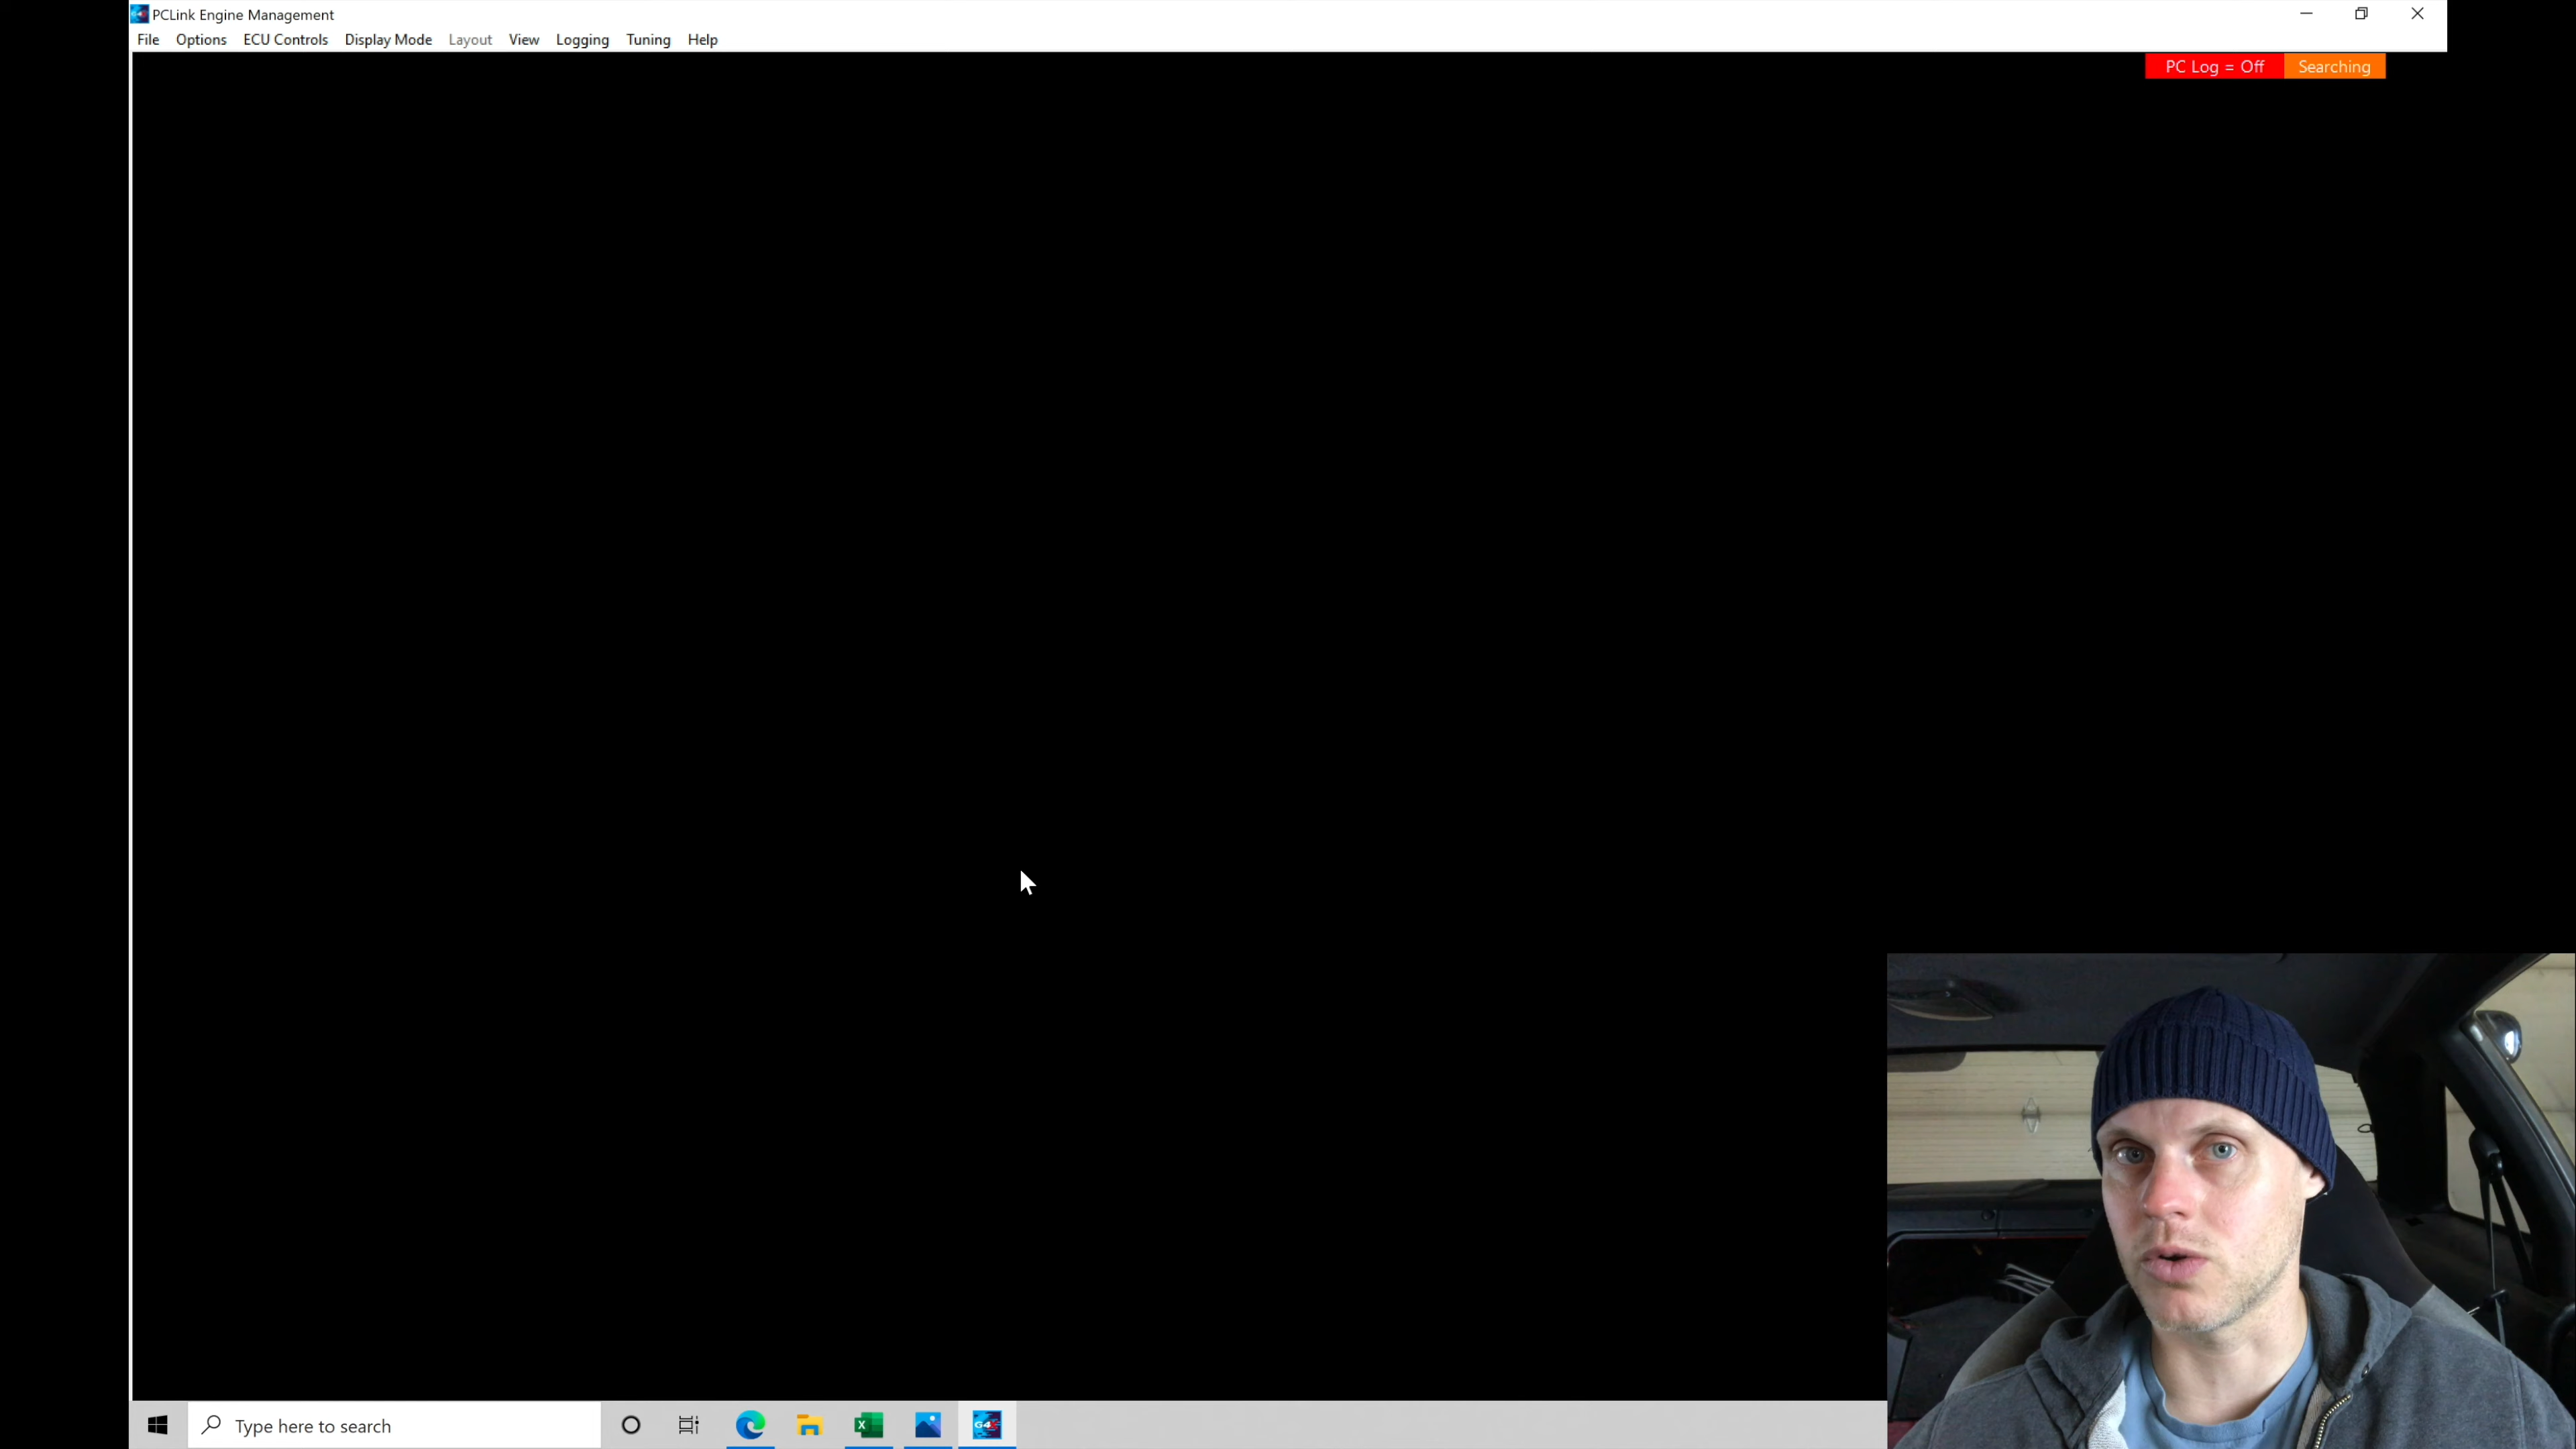 PCLink Engine Management
File Options ECU Controls Display Mode Layout View Logging Tuning Help
PC Log = Off Searching
Type here to search
G4